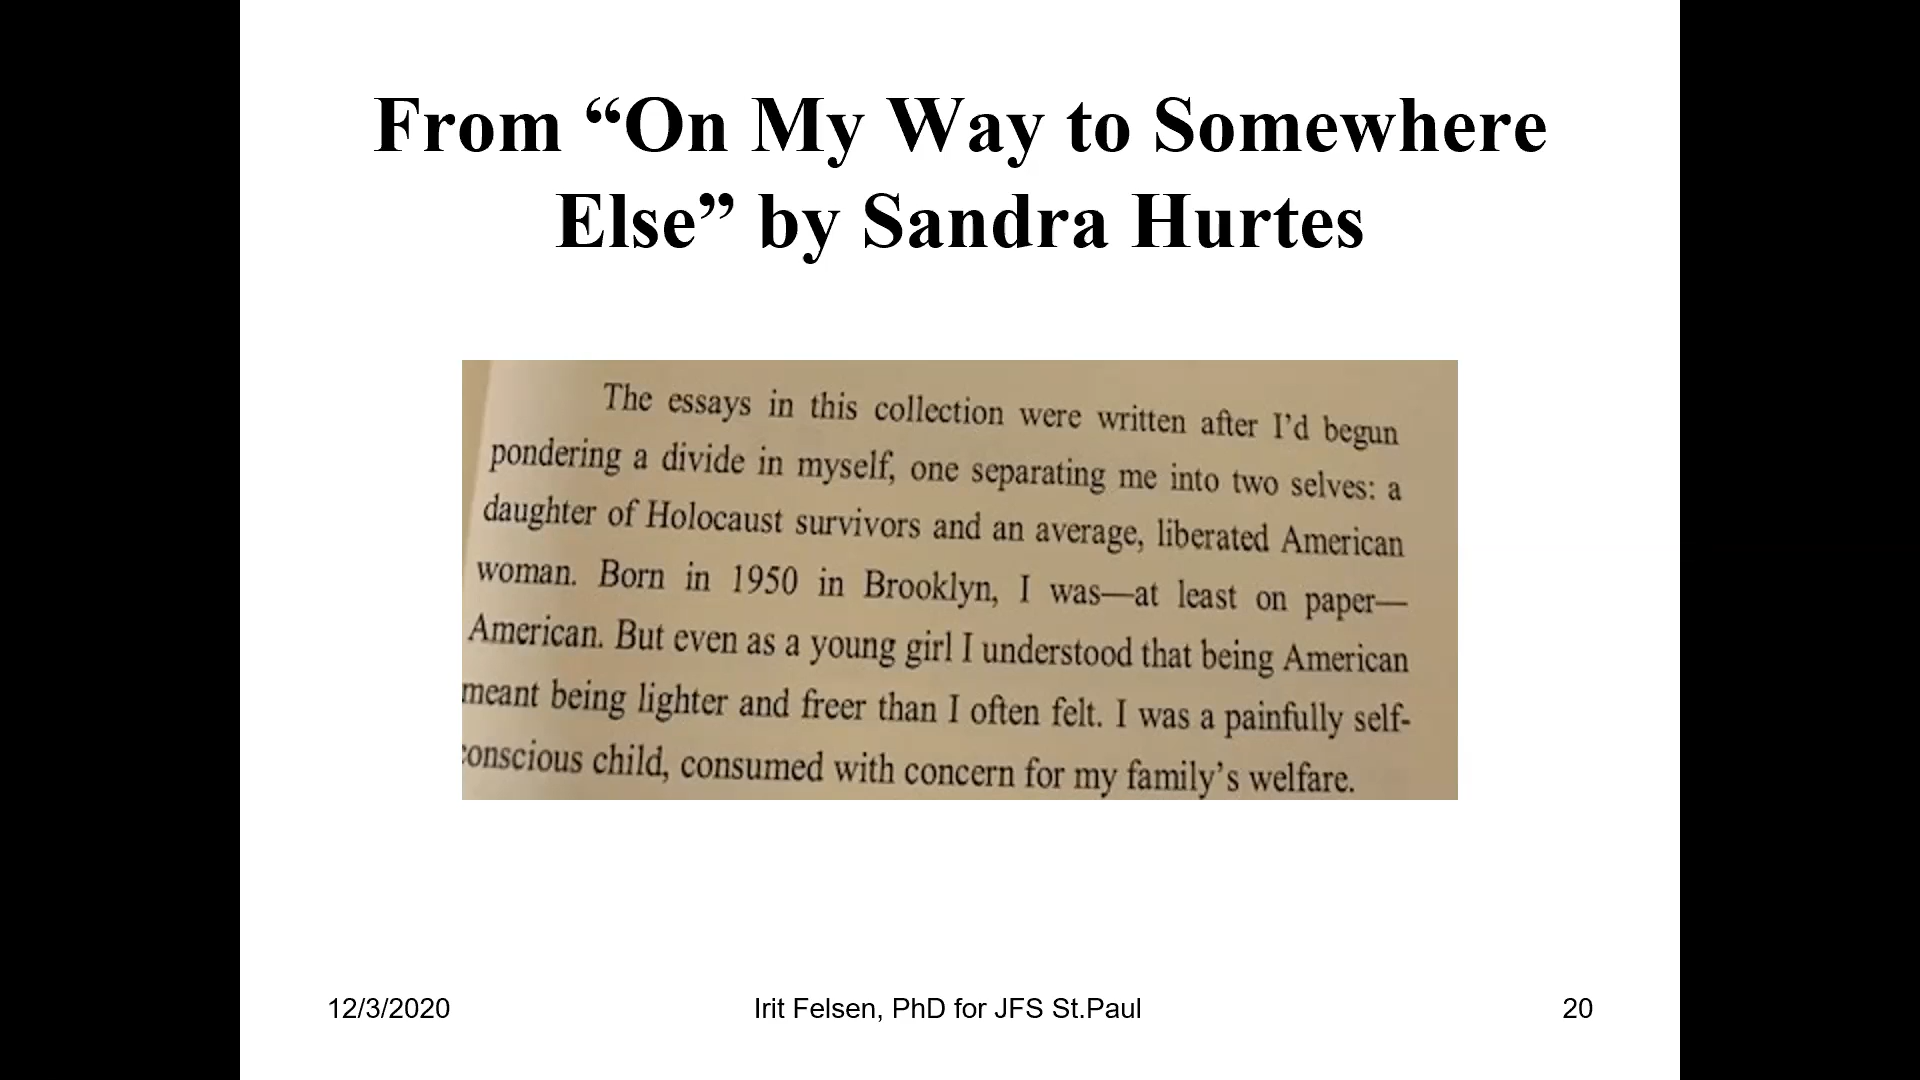 From “On My Way to Somewhere
Else” by Sandra Hurtes
The essays in this collection were written after I’d begun
pondering a divide in myself, one separating me into two selves: a
daughter of Holocaust survivors and an average, liberated American
woman. Born in 1950 in Brooklyn, I was—at least on paper—
American. But even as a young girl I understood that being American
meant being lighter and freer than I often felt. I was a painfully self-
conscious child, consumed with concern for my family’s welfare.
12/3/2020
Irit Felsen, PhD for JFS St.Paul
20